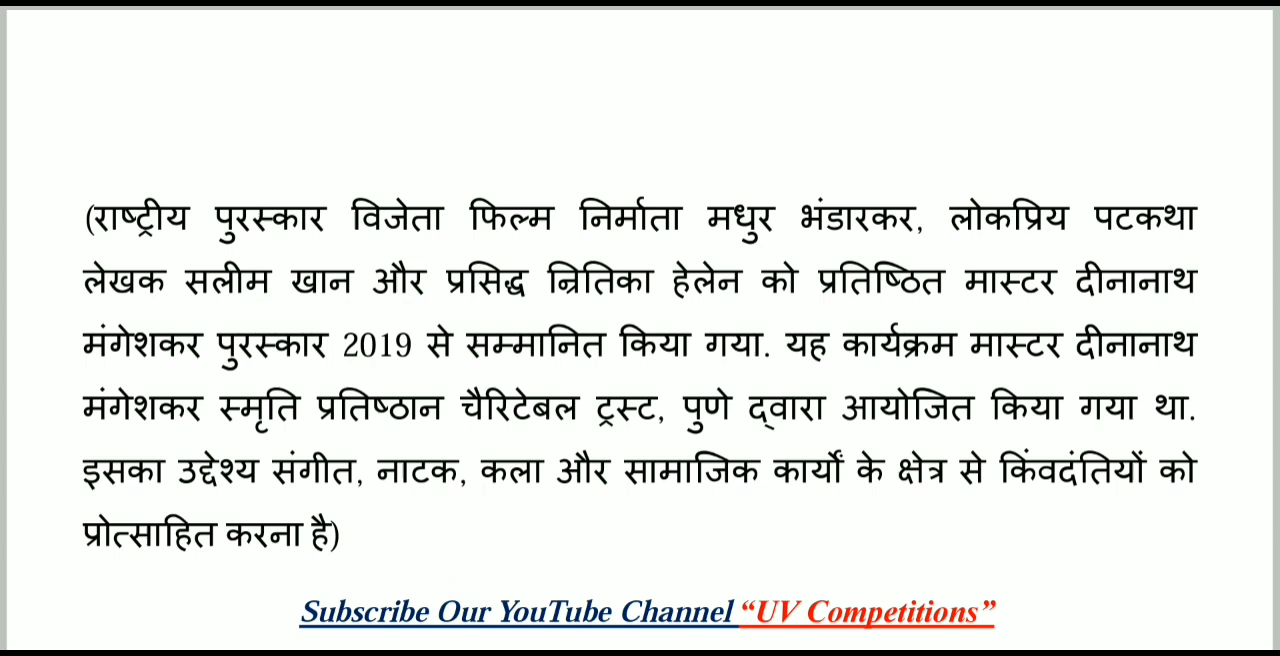 (राष्ट्रीय पुरस्कार विजेता फिल्म निर्माता मधुर भंडारकर, लोकप्रिय पटकथा
लेखक सलीम खान और प्रसिद्ध न्रितिका हेलेन को प्रतिष्ठित मास्टर दीनानाथ
मंगेशकर पुरस्कार 2019 से सम्मानित किया गया. यह कार्यक्रम मास्टर दीनानाथ
मंगेशकर स्मृति प्रतिष्ठान चैरिटेबल ट्रस्ट, पुणे द्वारा आयोजित किया गया था.
इसका उद्देश्य संगीत, नाटक, कला और सामाजिक कार्यों के क्षेत्र से किंवदंतियों को
प्रोत्साहित करना है)
Subscribe Our YouTube Channel “UV Competitions”